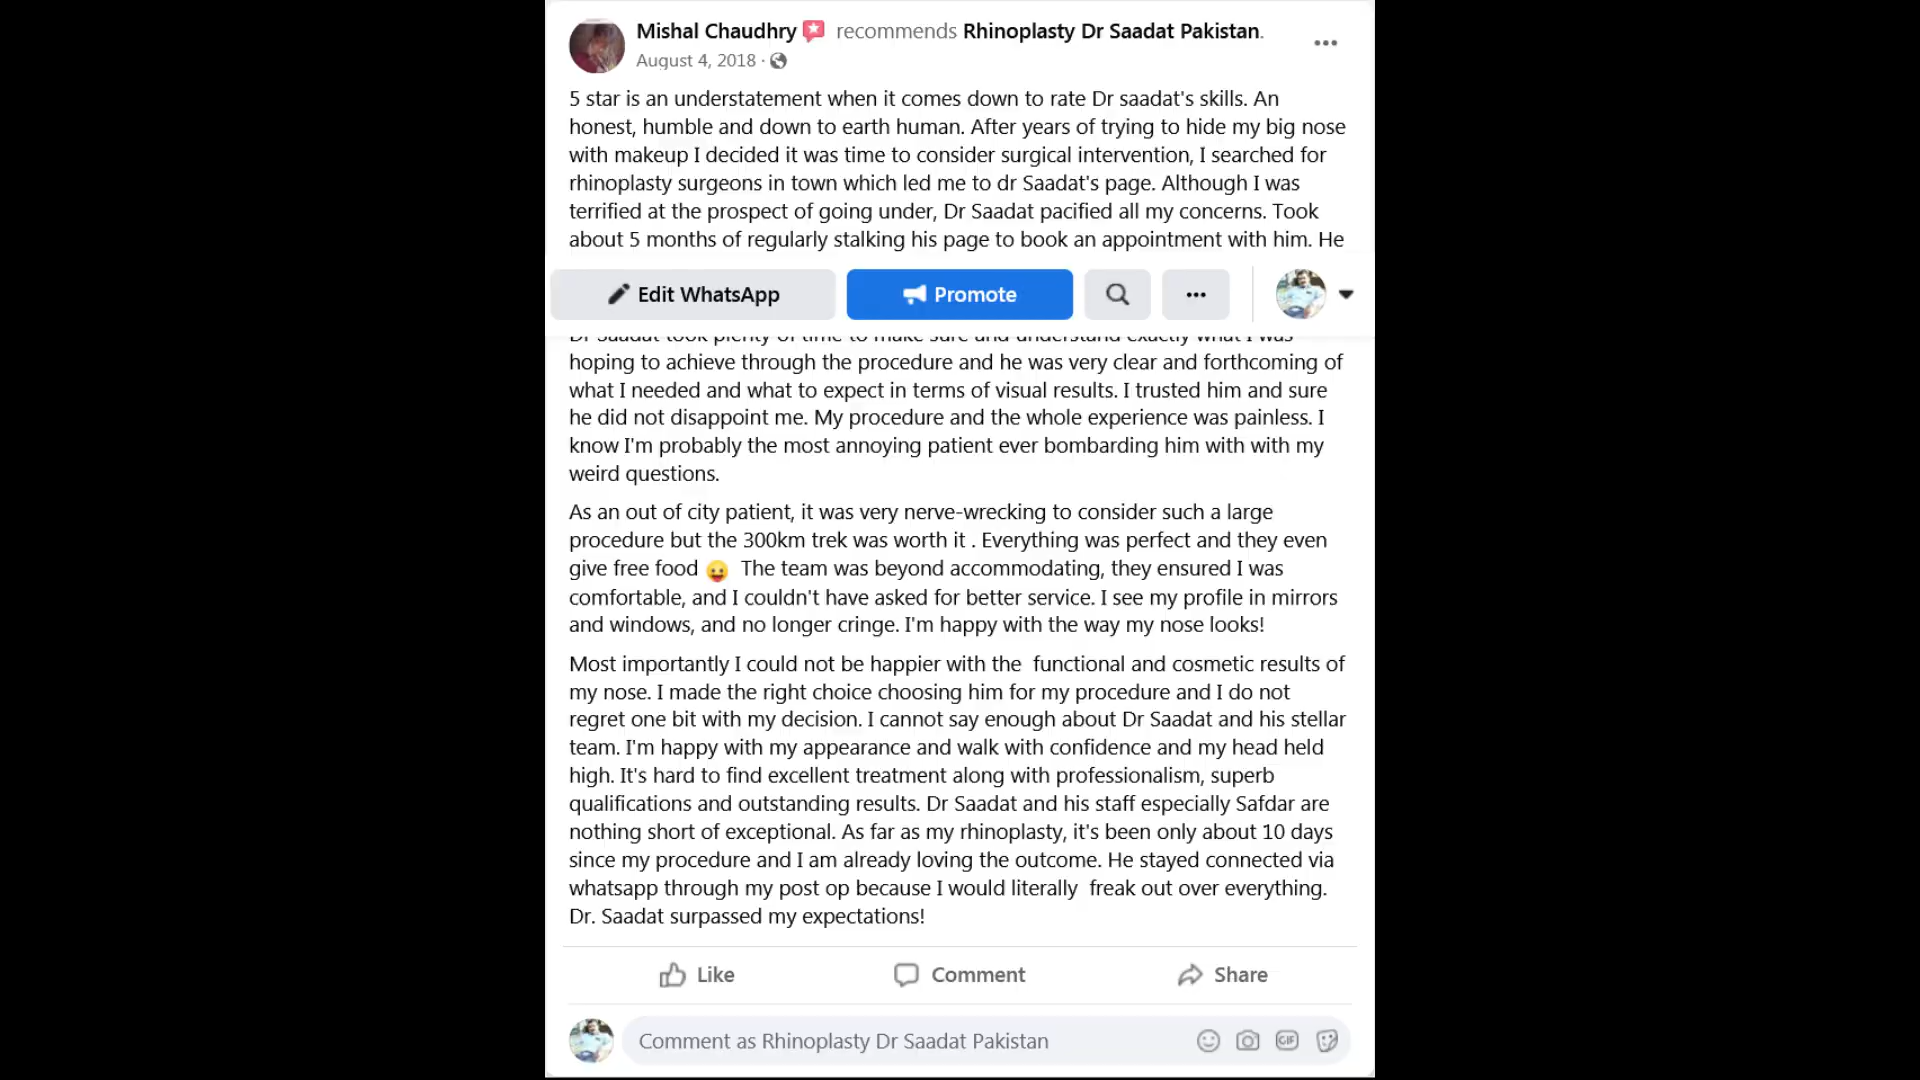 Mishal Chaudhry recommends Rhinoplasty Dr Saadat Pakistan.
August 4, 2018 ·
5 star is an understatement when it comes down to rate Dr saadat's skills. An
honest, humble and down to earth human. After years of trying to hide my big nose
with makeup I decided it was time to consider surgical intervention, I searched for
rhinoplasty surgeons in town which led me to dr Saadat's page. Although I was
terrified at the prospect of going under, Dr Saadat pacified all my concerns. Took
about 5 months of regularly stalking his page to book an appointment with him. He
Edit WhatsApp
Promote
Dr Saadat took plenty of time to make sure and understand exactly what I was
hoping to achieve through the procedure and he was very clear and forthcoming of
what I needed and what to expect in terms of visual results. I trusted him and sure
he did not disappoint me. My procedure and the whole experience was painless. I
know I'm probably the most annoying patient ever bombarding him with with my
weird questions.
As an out of city patient, it was very nerve-wrecking to consider such a large
procedure but the 300km trek was worth it . Everything was perfect and they even
give free food 😛 The team was beyond accommodating, they ensured I was
comfortable, and I couldn't have asked for better service. I see my profile in mirrors
and windows, and no longer cringe. I'm happy with the way my nose looks!
Most importantly I could not be happier with the functional and cosmetic results of
my nose. I made the right choice choosing him for my procedure and I do not
regret one bit with my decision. I cannot say enough about Dr Saadat and his stellar
team. I'm happy with my appearance and walk with confidence and my head held
high. It's hard to find excellent treatment along with professionalism, superb
qualifications and outstanding results. Dr Saadat and his staff especially Safdar are
nothing short of exceptional. As far as my rhinoplasty, it's been only about 10 days
since my procedure and I am already loving the outcome. He stayed connected via
whatsapp through my post op because I would literally freak out over everything.
Dr. Saadat surpassed my expectations!
Like
Comment
Share
Comment as Rhinoplasty Dr Saadat Pakistan
GIF